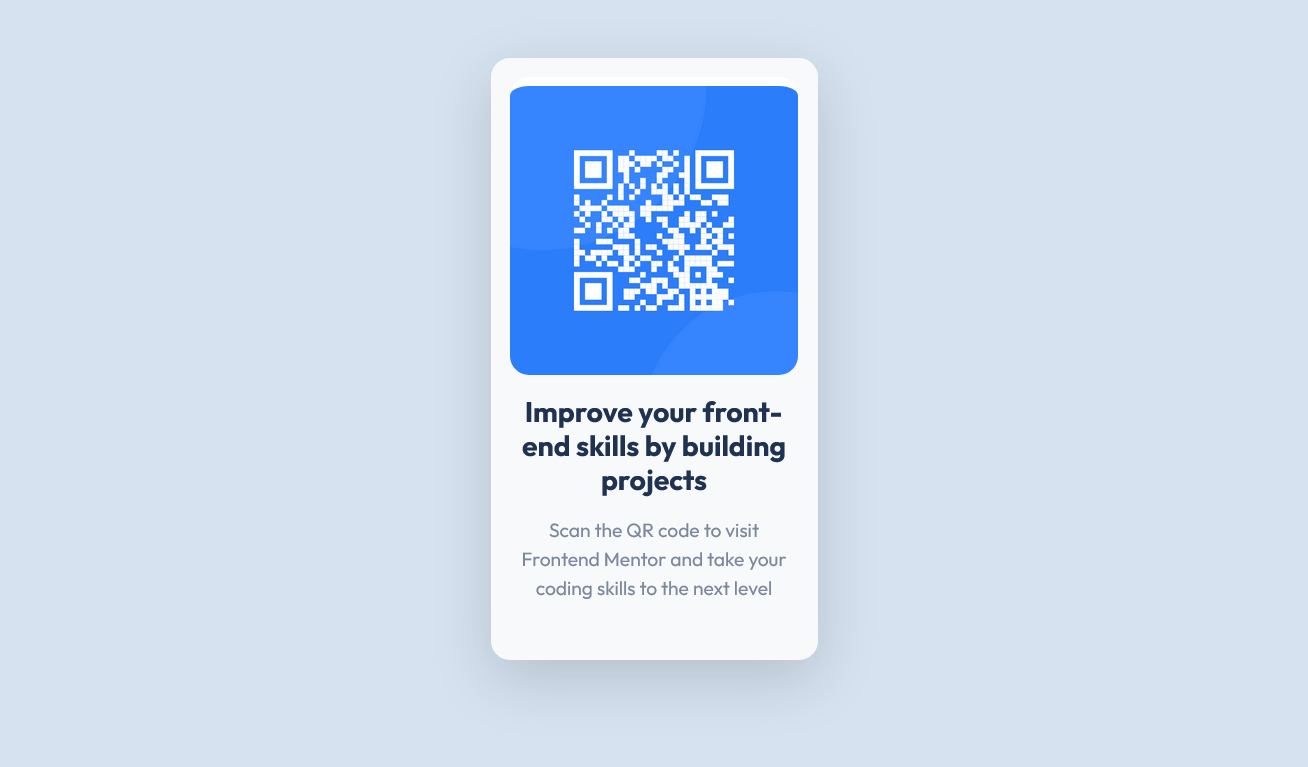 Improve your front-
end skills by building
projects
Scan the QR code to visit
Frontend Mentor and take your
coding skills to the next level